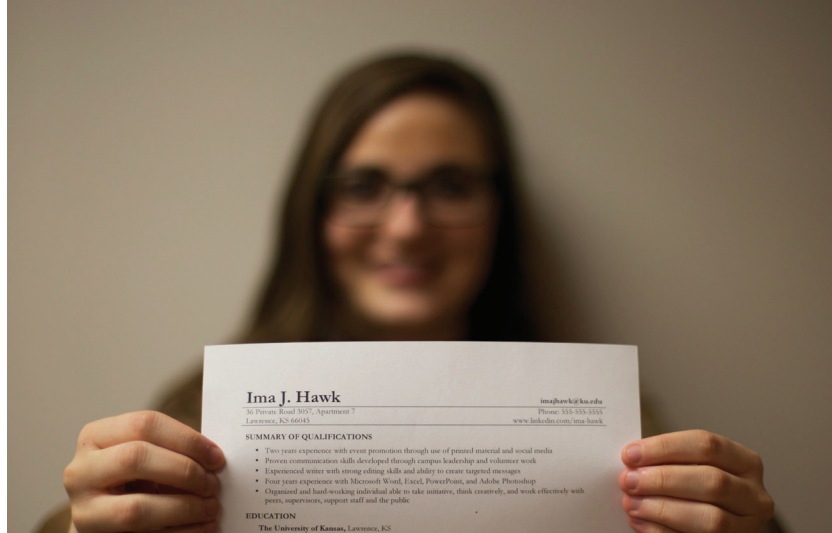 Ima J. Hawk
imajhawk@ku.edu
36 Private Road 3057, Apartment 7
Phone: 555-555-5555
Lawrence, KS 66045
www.linkedin.com/ima-hawk
SUMMARY OF QUALIFICATIONS
• Two years experience with event promotion through use of printed material and social media
• Proven communication skills developed through campus leadership and volunteer work
• Experienced writer with strong editing skills and ability to create targeted messages
• Four years experience with Microsoft Word, Excel, PowerPoint, and Adobe Photoshop
• Organized and hard-working individual able to take initiative, think creatively, and work effectively with
peers, supervisors, support staff and the public
EDUCATION
The University of Kansas, Lawrence, KS